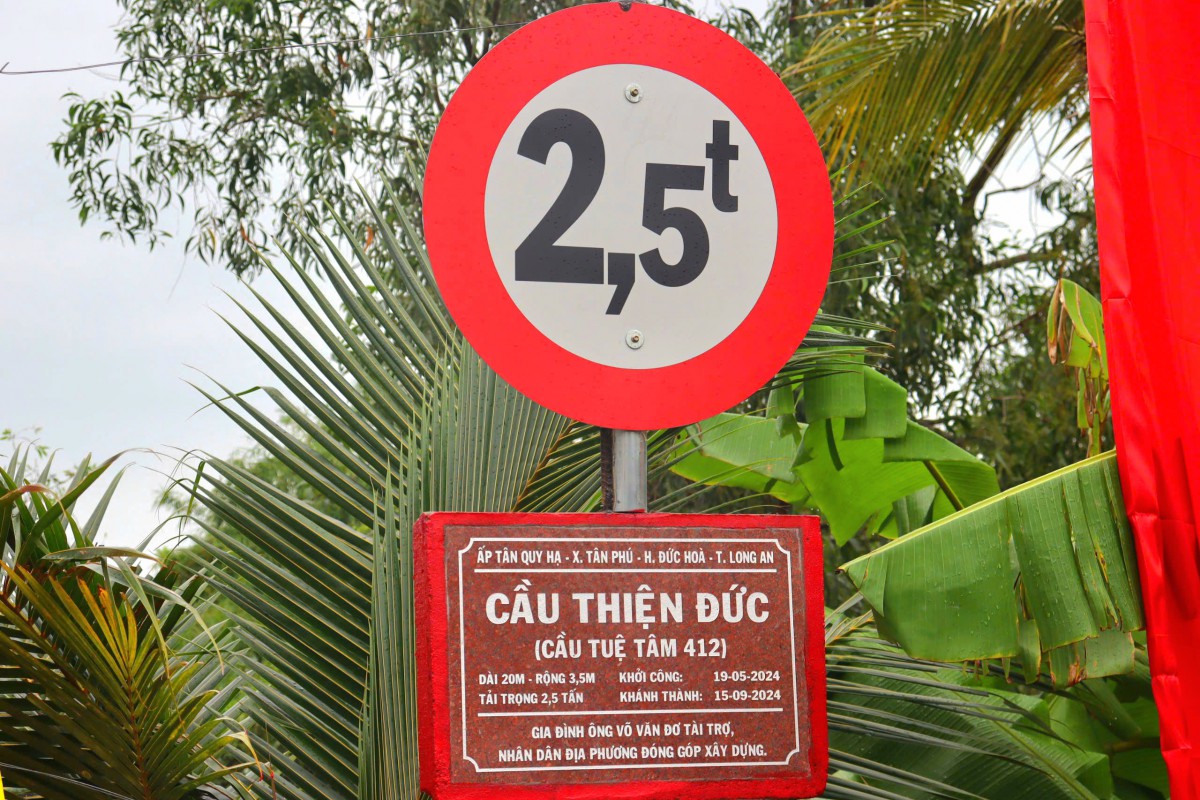 2,5t
ẤP TÂN QUY HẠ - X. TÂN PHÚ - H. ĐỨC HOÀ - T. LONG AN
CẦU THIỆN ĐỨC
(CẦU TUỆ TÂM 412)
DÀI 20M - RỘNG 3,5M KHỞI CÔNG: 19-05-2024
TẢI TRỌNG 2,5 TẤN KHÁNH THÀNH: 15-09-2024
GIA ĐÌNH ÔNG VÕ VĂN ĐƠ TÀI TRỢ,
NHÂN DÂN ĐỊA PHƯƠNG ĐÓNG GÓP XÂY DỰNG.